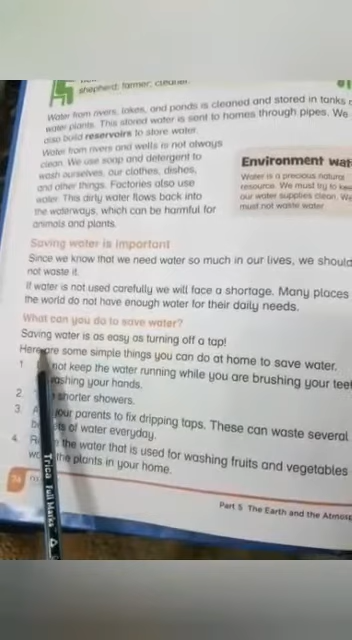 shepherd; farmer; cleaner
Water from rivers, lakes, and ponds is cleaned and stored in tanks
water plants. This stored water is sent to homes through pipes. We
also build reservoirs to store water.
Water from rivers and wells is not always
clean. We use soap and detergent to
wash ourselves, our clothes, dishes,
and other things. Factories also use
water. This dirty water flows back into
the waterways, which can be harmful for
animals and plants.
Environment wat
Water is a precious natural
resource. We must try to kee
our water supplies clean. We
must not waste water.
Saving water is important
Since we know that we need water so much in our lives, we should
not waste it.
If water is not used carefully we will face a shortage. Many places
the world do not have enough water for their daily needs.
What can you do to save water?
Saving water is as easy as turning off a tap!
Here are some simple things you can do at home to save water.
1 not keep the water running while you are brushing your teet
washing your hands.
2. shorter showers.
3. your parents to fix dripping taps. These can waste several
of water everyday.
4. the water that is used for washing fruits and vegetables
the plants in your home.
Part 5 The Earth and the Atmosp
Trica Full Marks